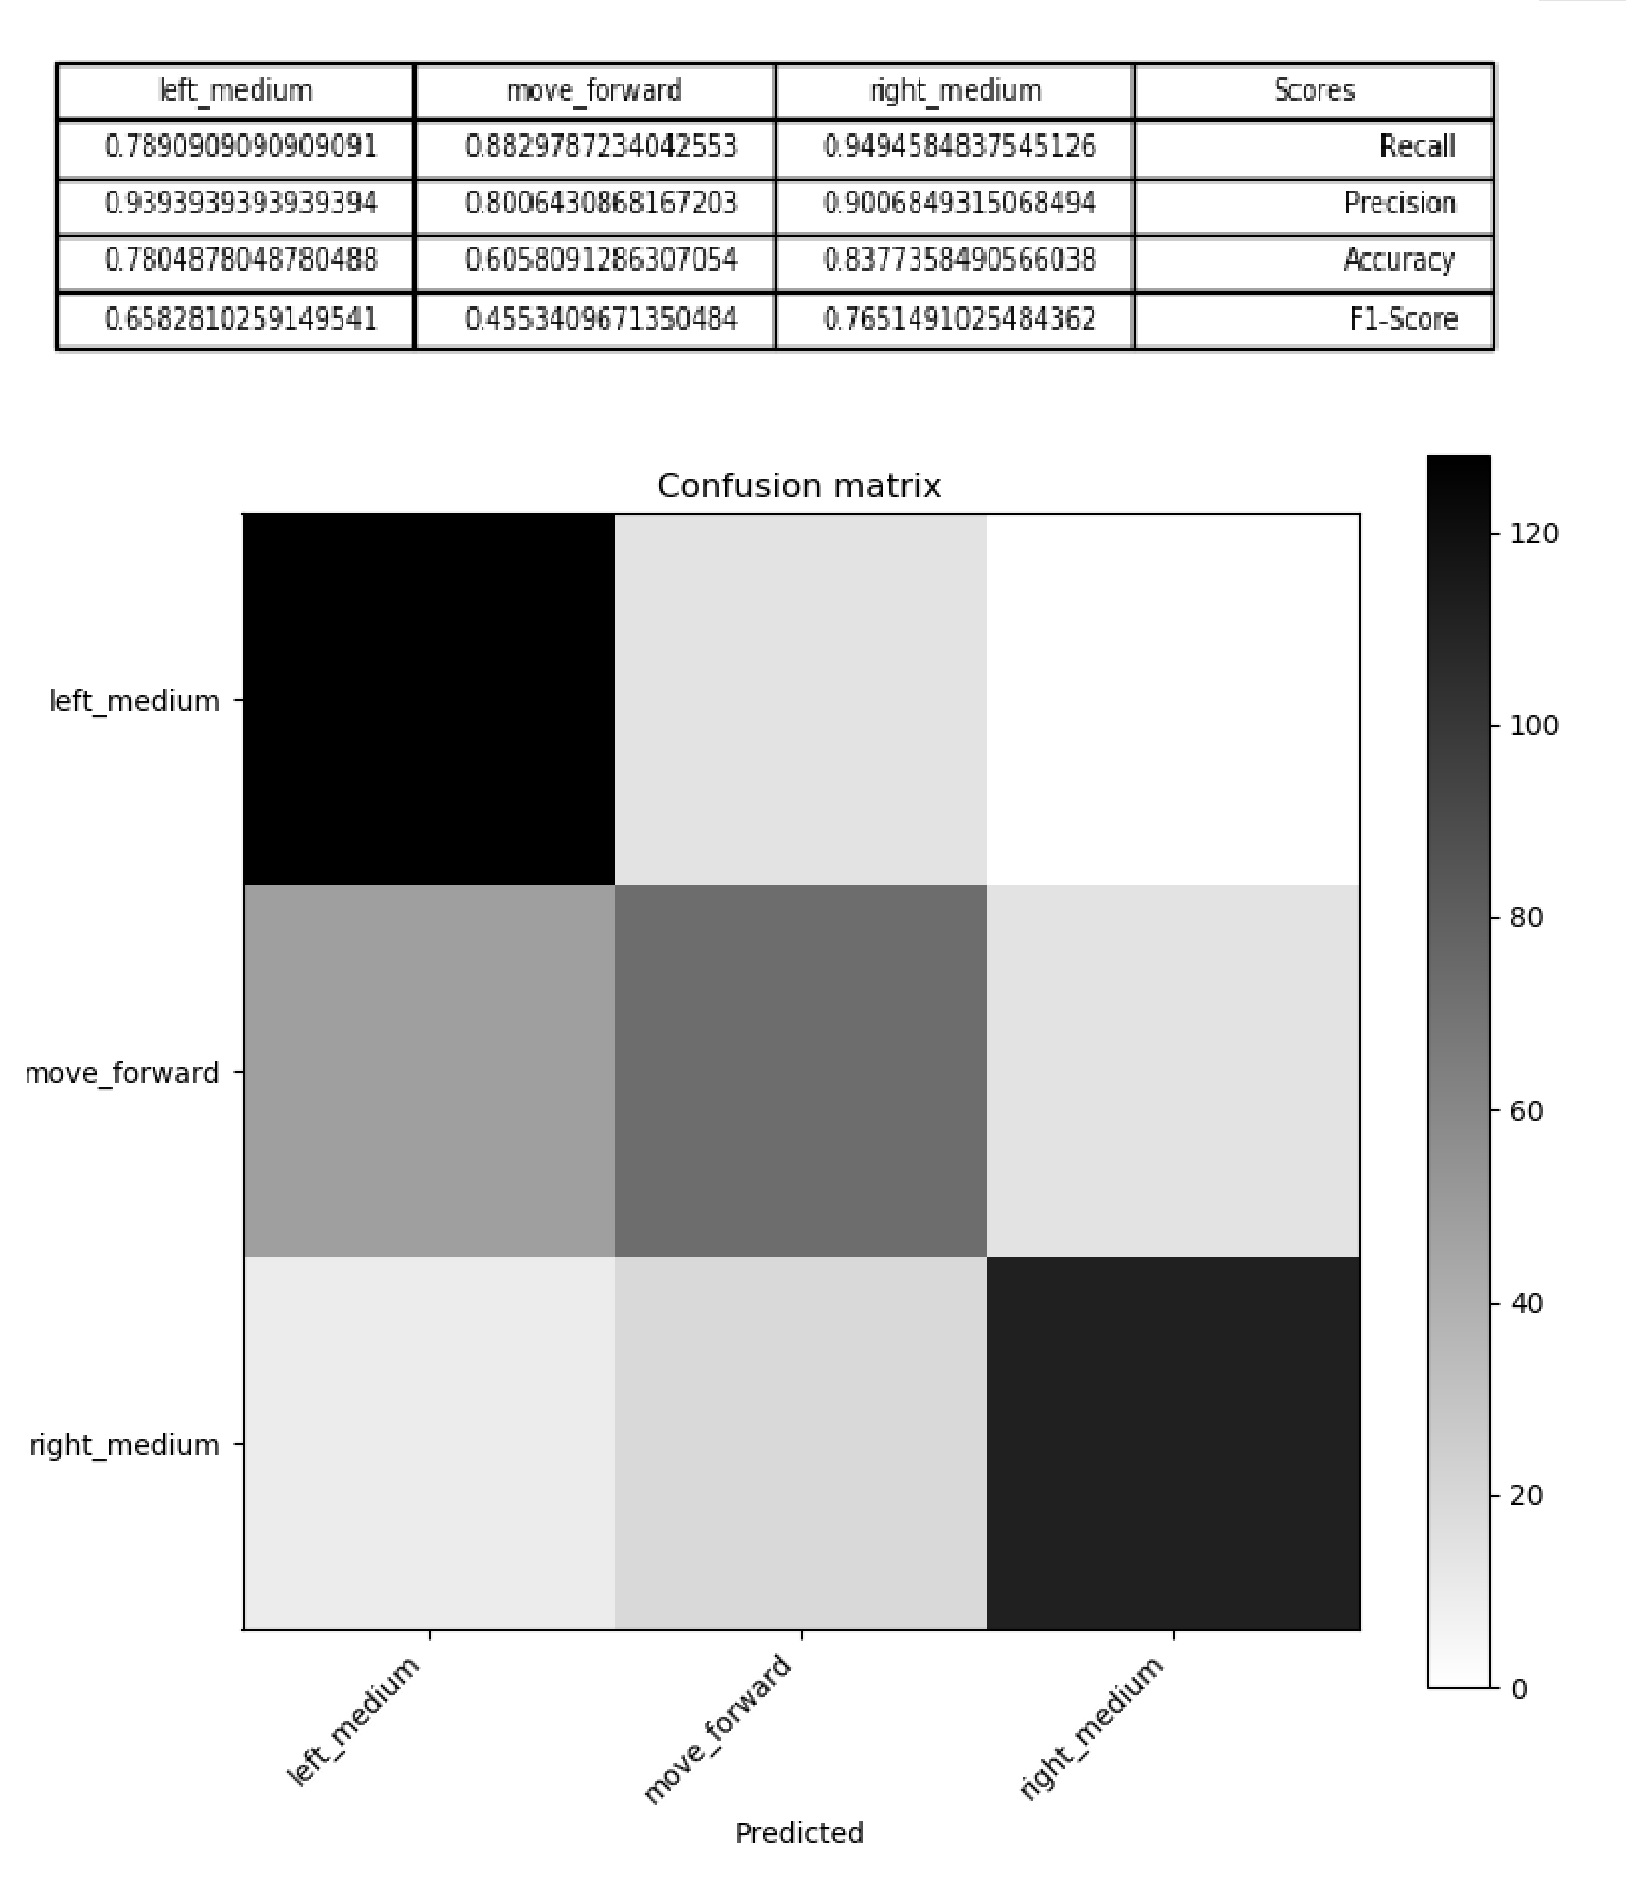 left_medium move_forward right_medium Scores
0.7890909090909091 0.8829787234042553 0.9494584837545126 Recall
0.9393939393939394 0.8006430868167203 0.9006849315068494 Precision
0.7804878048780488 0.6058091286307054 0.8377358490566038 Accuracy
0.6582810259149541 0.4553409671350484 0.7651491025484362 F1-Score
Confusion matrix
120
100
80
60
40
20
0
left_medium
move_forward
right_medium
left_medium
move_forward
right_medium
Predicted